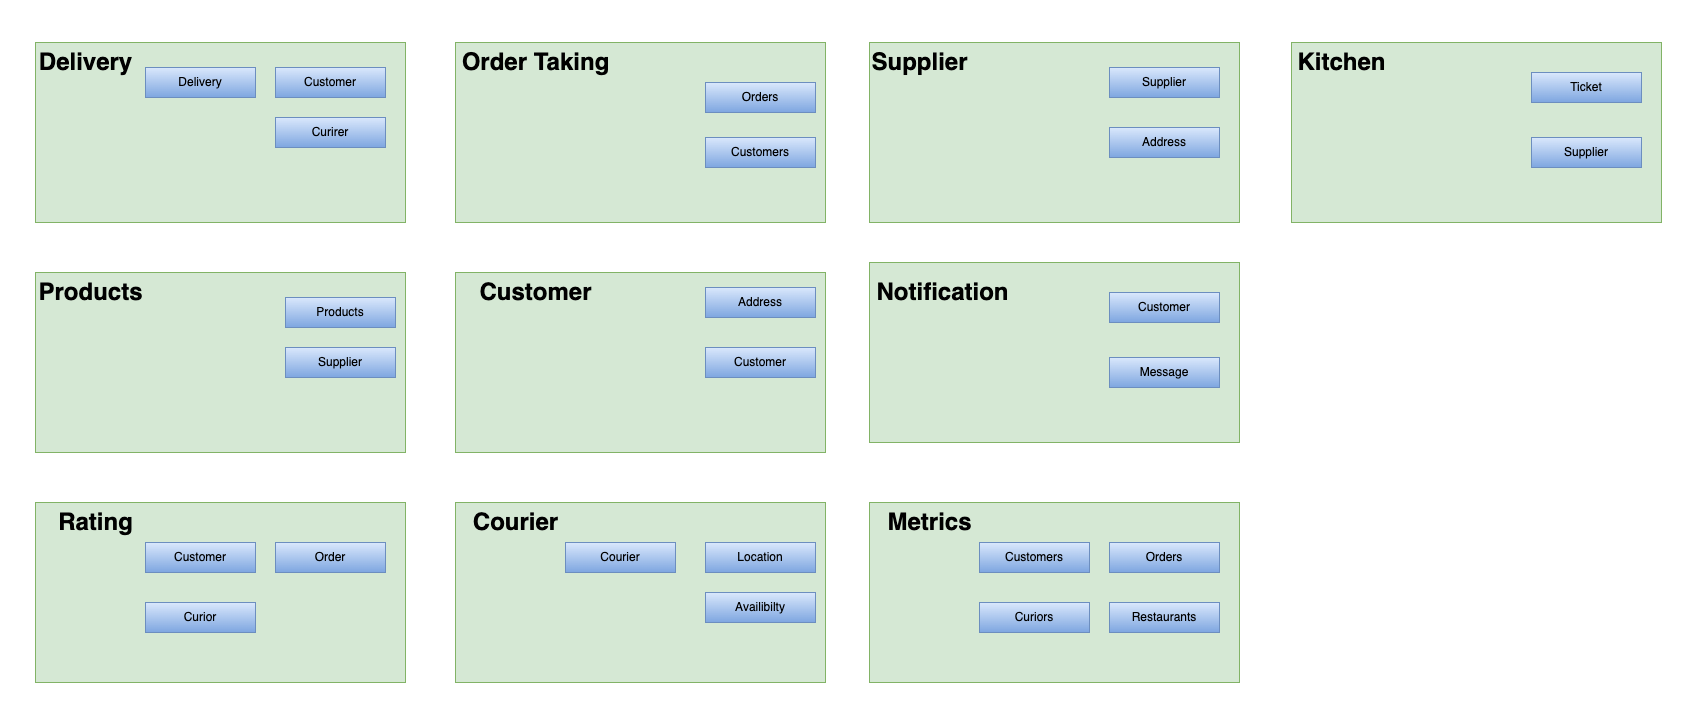 Delivery
Delivery
Customer
Curirer
Order Taking
Orders
Customers
Supplier
Supplier
Address
Kitchen
Ticket
Supplier
Products
Products
Supplier
Customer
Address
Customer
Notification
Customer
Message
Rating
Customer
Order
Curior
Courier
Courier
Location
Availibilty
Metrics
Customers
Orders
Curiors
Restaurants